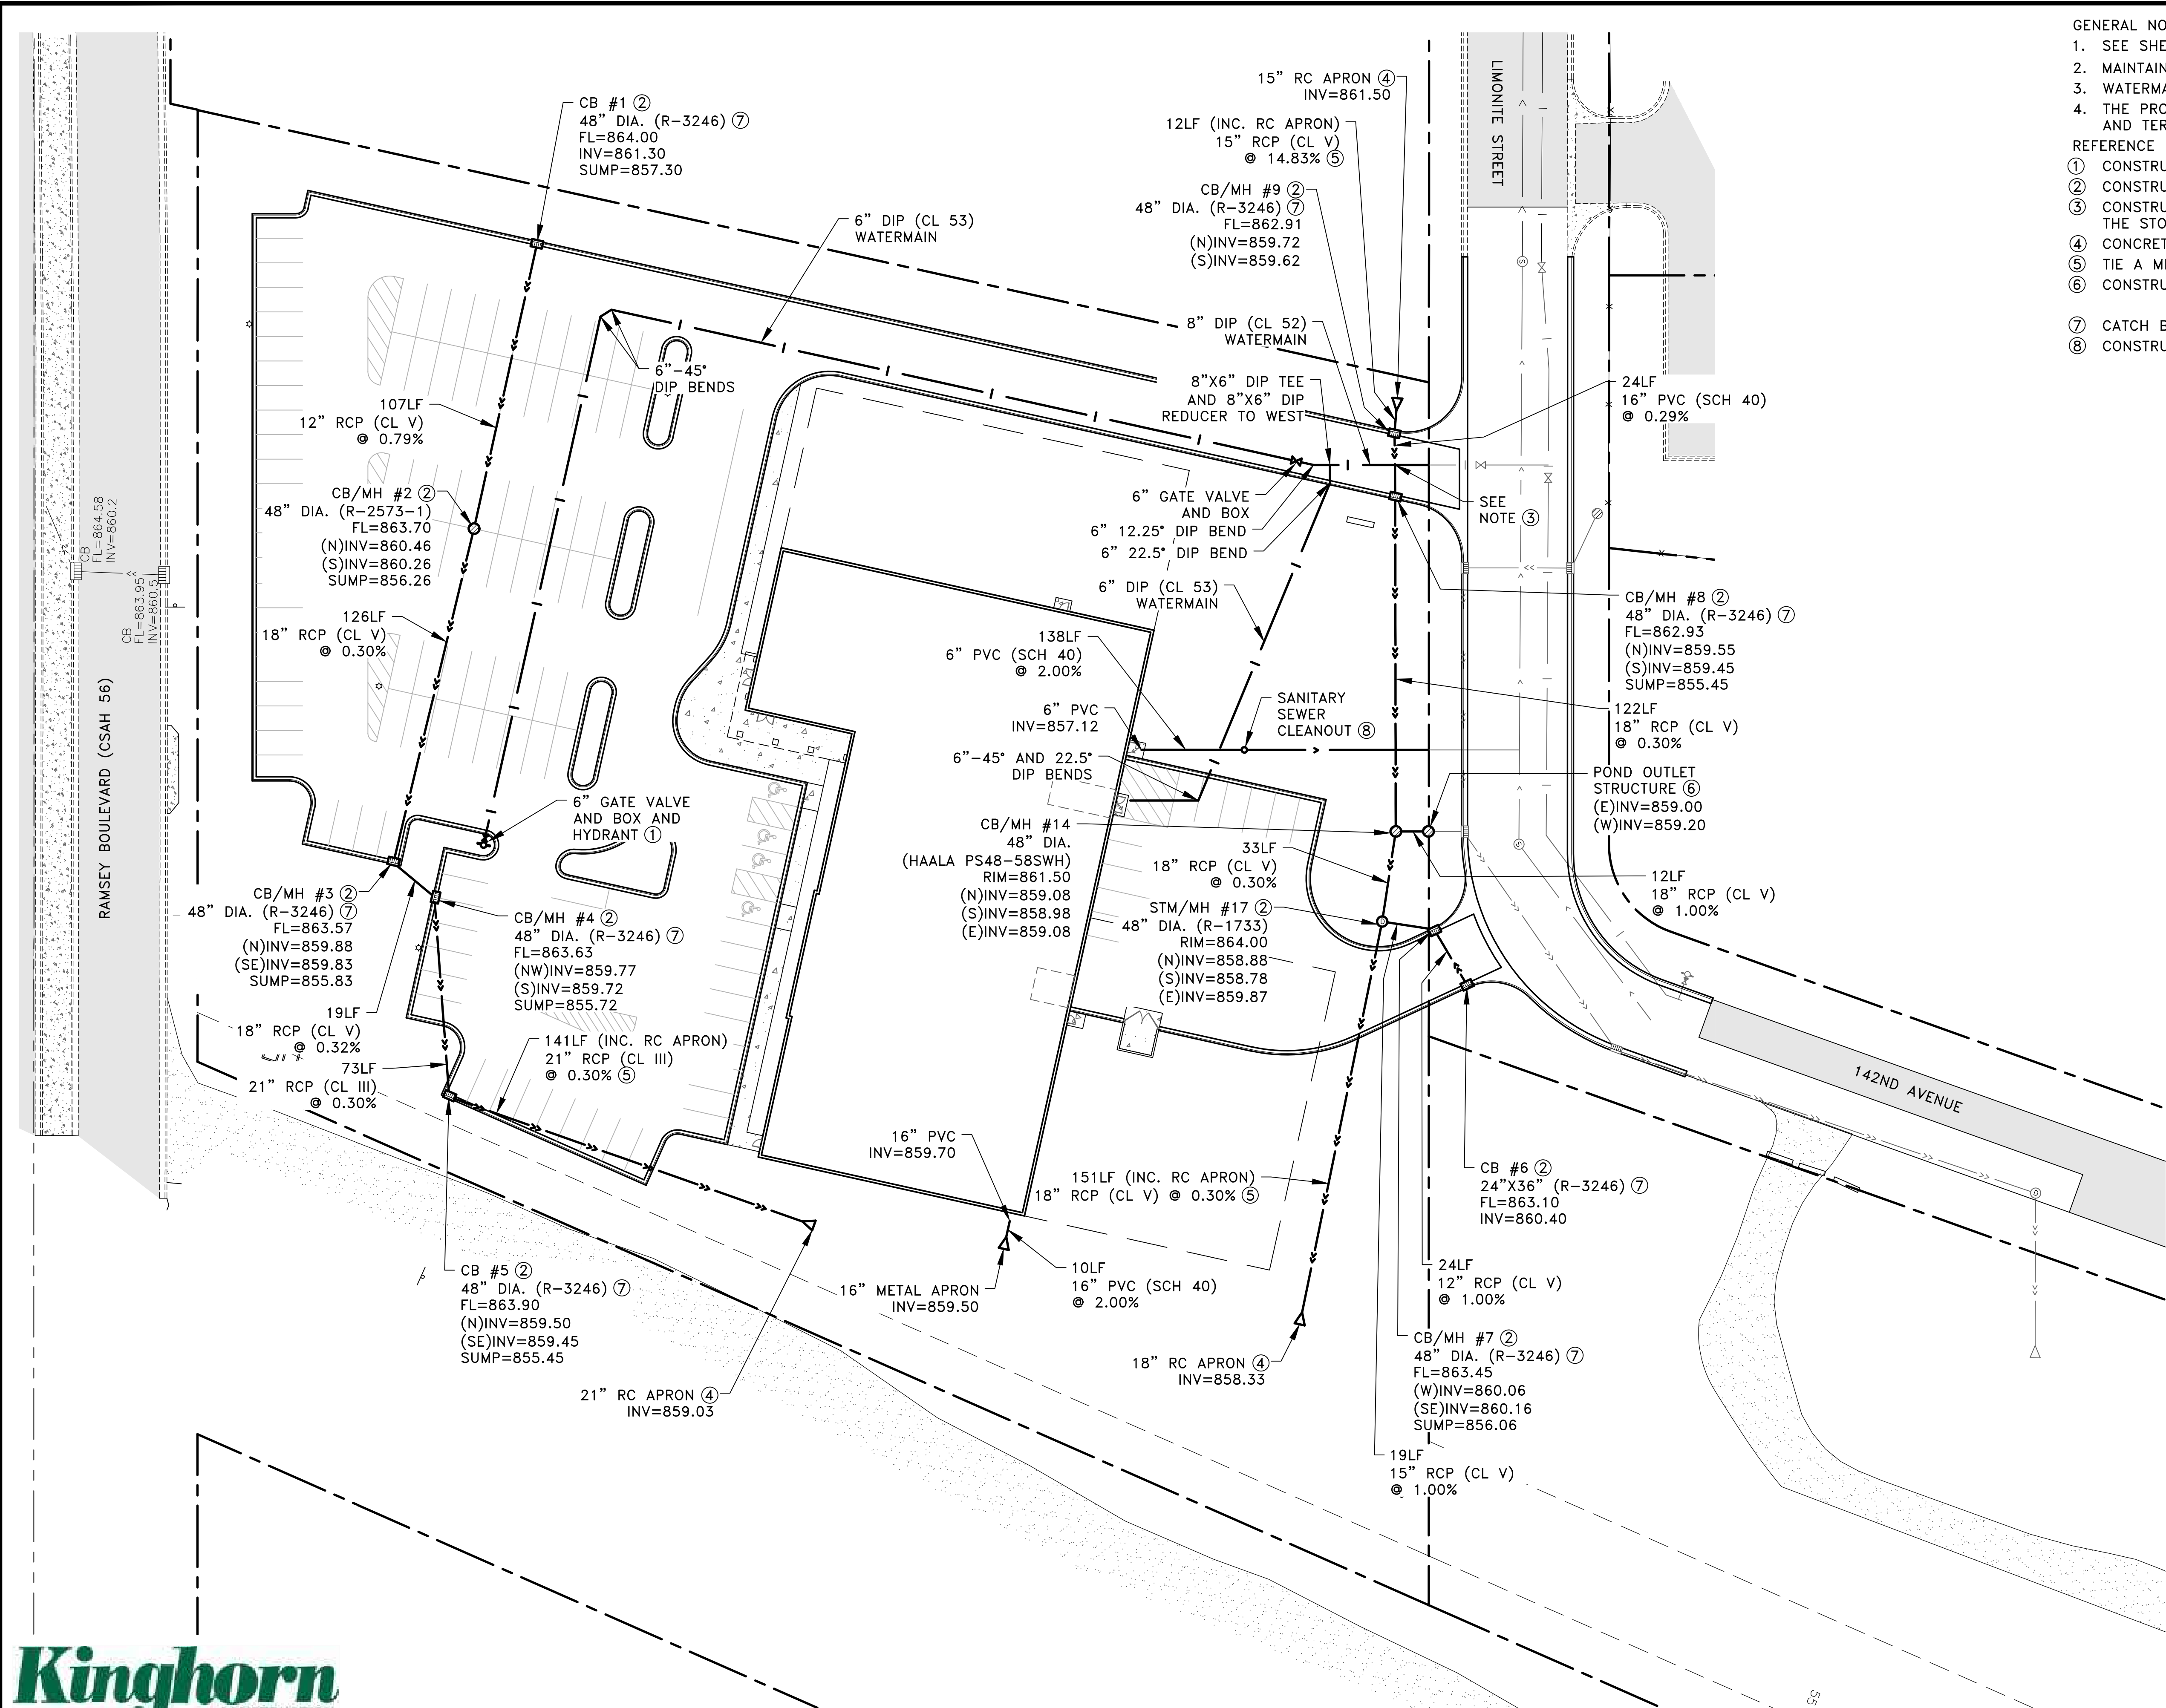 GENERAL NO
1. SEE SHE
2. MAINTAIN
3. WATERMA
4. THE PRO
AND TER
REFERENCE
① CONSTRU
② CONSTRU
③ CONSTRU
THE STO
④ CONCRET
⑤ TIE A M
⑥ CONSTRU
⑦ CATCH B
⑧ CONSTRU
CB #1 ②
48” DIA. (R-3246) ⑦
FL=864.00
INV=861.30
SUMP=857.30
6” DIP (CL 53)
WATERMAIN
15” RC APRON ④
INV=861.50
12LF (INC. RC APRON)
15” RCP (CL V)
@ 14.83% ⑤
CB/MH #9 ②
48” DIA. (R-3246) ⑦
FL=862.91
(N)INV=859.72
(S)INV=859.62
8” DIP (CL 52)
WATERMAIN
8”X6” DIP TEE
AND 8”X6” DIP
REDUCER TO WEST
LIMONITE STREET
24LF
16” PVC (SCH 40)
@ 0.29%
6”-45°
DIP BENDS
107LF
12” RCP (CL V)
@ 0.79%
CB/MH #2 ②
48” DIA. (R-2573-1)
FL=863.70
(N)INV=860.46
(S)INV=860.26
SUMP=856.26
CB
FL=864.58
INV=860.2
CB
FL=863.95
INV=860.5
RAMSEY BOULEVARD (CSAH 56)
126LF
18” RCP (CL V)
@ 0.30%
6” GATE VALVE
AND BOX
6” 12.25° DIP BEND
6” 22.5° DIP BEND
SEE
NOTE ③
6” DIP (CL 53)
WATERMAIN
138LF
6” PVC (SCH 40)
@ 2.00%
6” PVC
INV=857.12
SANITARY
SEWER
CLEANOUT ⑧
6”-45° AND 22.5°
DIP BENDS
CB/MH #8 ②
48” DIA. (R-3246) ⑦
FL=862.93
(N)INV=859.55
(S)INV=859.45
SUMP=855.45
122LF
18” RCP (CL V)
@ 0.30%
POND OUTLET
STRUCTURE ⑥
(E)INV=859.00
(W)INV=859.20
6” GATE VALVE
AND BOX AND
HYDRANT ①
CB/MH #14
48” DIA.
(HAALA PS48-58SWH)
RIM=861.50
(N)INV=859.08
(S)INV=858.98
(E)INV=859.08
33LF
18” RCP (CL V)
@ 0.30%
12LF
18” RCP (CL V)
@ 1.00%
CB/MH #3 ②
48” DIA. (R-3246) ⑦
FL=863.57
(N)INV=859.88
(SE)INV=859.83
SUMP=855.83
CB/MH #4 ②
48” DIA. (R-3246) ⑦
FL=863.63
(NW)INV=859.77
(S)INV=859.72
SUMP=855.72
STM/MH #17 ②
48” DIA. (R-1733)
RIM=864.00
(N)INV=858.88
(S)INV=858.78
(E)INV=859.87
19LF
18” RCP (CL V)
@ 0.32%
73LF
21” RCP (CL III)
@ 0.30%
141LF (INC. RC APRON)
21” RCP (CL III)
@ 0.30% ⑤
142ND AVENUE
16” PVC
INV=859.70
151LF (INC. RC APRON)
18” RCP (CL V) @ 0.30% ⑤
CB #6 ②
24”X36” (R-3246) ⑦
FL=863.10
INV=860.40
CB #5 ②
48” DIA. (R-3246) ⑦
FL=863.90
(N)INV=859.50
(SE)INV=859.45
SUMP=855.45
16” METAL APRON
INV=859.50
10LF
16” PVC (SCH 40)
@ 2.00%
24LF
12” RCP (CL V)
@ 1.00%
18” RC APRON ④
INV=858.33
CB/MH #7 ②
48” DIA. (R-3246) ⑦
FL=863.45
(W)INV=860.06
(SE)INV=860.16
SUMP=856.06
21” RC APRON ④
INV=859.03
19LF
15” RCP (CL V)
@ 1.00%
55
Kinghorn